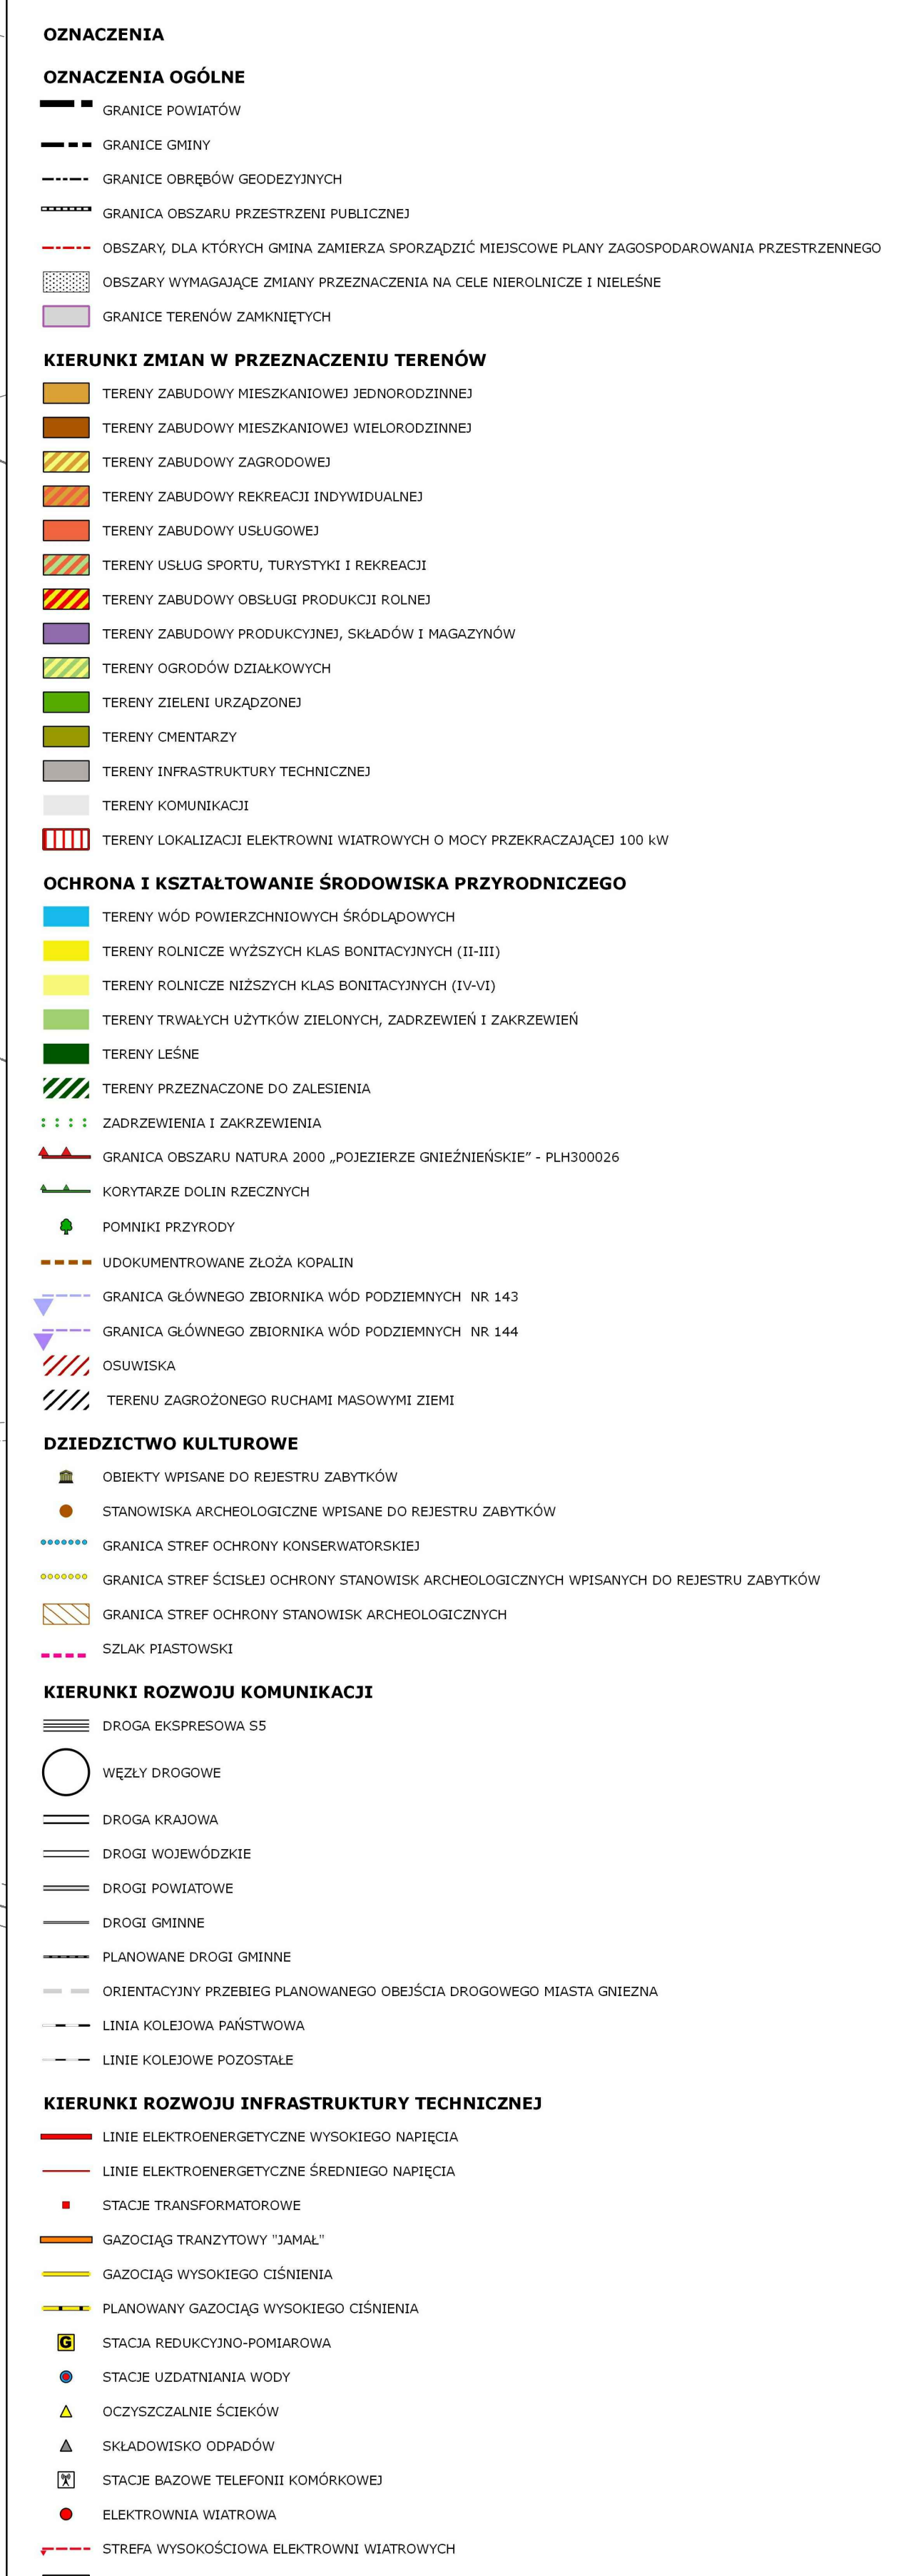 OZNACZENIA
OZNACZENIA OGÓLNE
GRANICE POWIATÓW
GRANICE GMINY
GRANICE OBRĘBÓW GEODEZYJNYCH
GRANICA OBSZARU PRZESTRZENI PUBLICZNEJ
OBSZARY, DLA KTÓRYCH GMINA ZAMIERZA SPORZĄDZIĆ MIEJSCOWE PLANY ZAGOSPODAROWANIA PRZESTRZENNEGO
OBSZARY WYMAGAJĄCE ZMIANY PRZEZNACZENIA NA CELE NIEROLNICZE I NIELEŚNE
GRANICE TERENÓW ZAMKNIĘTYCH
KIERUNKI ZMIAN W PRZEZNACZENIU TERENÓW
TERENY ZABUDOWY MIESZKANIOWEJ JEDNORODZINNEJ
TERENY ZABUDOWY MIESZKANIOWEJ WIELORODZINNEJ
TERENY ZABUDOWY ZAGRODOWEJ
TERENY ZABUDOWY REKREACJI INDYWIDUALNEJ
TERENY ZABUDOWY USŁUGOWEJ
TERENY USŁUG SPORTU, TURYSTYKI I REKREACJI
TERENY ZABUDOWY OBSŁUGI PRODUKCJI ROLNEJ
TERENY ZABUDOWY PRODUKCYJNEJ, SKŁADÓW I MAGAZYNÓW
TERENY OGRODÓW DZIAŁKOWYCH
TERENY ZIELENI URZĄDZONEJ
TERENY CMENTARZY
TERENY INFRASTRUKTURY TECHNICZNEJ
TERENY KOMUNIKACJI
TERENY LOKALIZACJI ELEKTROWNI WIATROWYCH O MOCY PRZEKRACZAJĄCEJ 100 kW
OCHRONA I KSZTAŁTOWANIE ŚRODOWISKA PRZYRODNICZEGO
TERENY WÓD POWIERZCHNIOWYCH ŚRÓDLĄDOWYCH
TERENY ROLNICZE WYŻSZYCH KLAS BONITACYJNYCH (II-III)
TERENY ROLNICZE NIŻSZYCH KLAS BONITACYJNYCH (IV-VI)
TERENY TRWAŁYCH UŻYTKÓW ZIELONYCH, ZADRZEWIEŃ I ZAKRZEWIEŃ
TERENY LEŚNE
TERENY PRZEZNACZONE DO ZALESIENIA
ZADRZEWIENIA I ZAKRZEWIENIA
GRANICA OBSZARU NATURA 2000 „POJEZIERZE GNIEŹNIEŃSKIE” - PLH300026
KORYTARZE DOLIN RZECZNYCH
POMNIKI PRZYRODY
UDOKUMENTROWANE ZŁOŻA KOPALIN
GRANICA GŁÓWNEGO ZBIORNIKA WÓD PODZIEMNYCH NR 143
GRANICA GŁÓWNEGO ZBIORNIKA WÓD PODZIEMNYCH NR 144
OSUWISKA
TERENU ZAGROŻONEGO RUCHAMI MASOWYMI ZIEMI
DZIEDZICTWO KULTUROWE
OBIEKTY WPISANE DO REJESTRU ZABYTKÓW
STANOWISKA ARCHEOLOGICZNE WPISANE DO REJESTRU ZABYTKÓW
GRANICA STREF OCHRONY KONSERWATORSKIEJ
GRANICA STREF ŚCISŁEJ OCHRONY STANOWISK ARCHEOLOGICZNYCH WPISANYCH DO REJESTRU ZABYTKÓW
GRANICA STREF OCHRONY STANOWISK ARCHEOLOGICZNYCH
SZLAK PIASTOWSKI
KIERUNKI ROZWOJU KOMUNIKACJI
DROGA EKSPRESOWA S5
WĘZŁY DROGOWE
DROGA KRAJOWA
DROGI WOJEWÓDZKIE
DROGI POWIATOWE
DROGI GMINNE
PLANOWANE DROGI GMINNE
ORIENTACYJNY PRZEBIEG PLANOWANEGO OBEJŚCIA DROGOWEGO MIASTA GNIEZNA
LINIA KOLEJOWA PAŃSTWOWA
LINIE KOLEJOWE POZOSTAŁE
KIERUNKI ROZWOJU INFRASTRUKTURY TECHNICZNEJ
LINIE ELEKTROENERGETYCZNE WYSOKIEGO NAPIĘCIA
LINIE ELEKTROENERGETYCZNE ŚREDNIEGO NAPIĘCIA
STACJE TRANSFORMATOROWE
GAZOCIĄG TRANZYTOWY "JAMAŁ"
GAZOCIĄG WYSOKIEGO CIŚNIENIA
PLANOWANY GAZOCIĄG WYSOKIEGO CIŚNIENIA
G STACJA REDUKCYJNO-POMIAROWA
STACJE UZDATNIANIA WODY
OCZYSZCZALNIE ŚCIEKÓW
SKŁADOWISKO ODPADÓW
STACJE BAZOWE TELEFONII KOMÓRKOWEJ
ELEKTROWNIA WIATROWA
STREFA WYSOKOŚCIOWA ELEKTROWNI WIATROWYCH